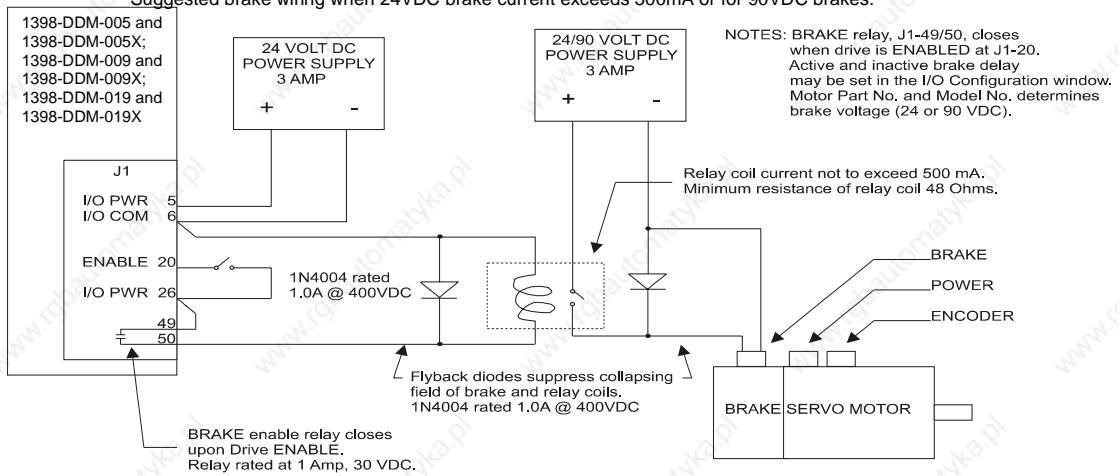 Suggested brake wiring when 24VDC brake current exceeds 500mA or for 90VDC brakes.
1398-DDM-005 and
1398-DDM-005X;
1398-DDM-009 and
1398-DDM-009X;
1398-DDM-019 and
1398-DDM-019X
24 VOLT DC
POWER SUPPLY
3 AMP
+ -
24/90 VOLT DC
POWER SUPPLY
3 AMP
+ -
NOTES: BRAKE relay, J1-49/50, closes
when drive is ENABLED at J1-20.
Active and inactive brake delay
may be set in the I/O Configuration window.
Motor Part No. and Model No. determines
brake voltage (24 or 90 VDC).
J1
I/O PWR 5
I/O COM 6
ENABLE 20
I/O PWR 26
49
50
1N4004 rated
1.0A @ 400VDC
Relay coil current not to exceed 500 mA.
Minimum resistance of relay coil 48 Ohms.
BRAKE
POWER
ENCODER
Flyback diodes suppress collapsing
field of brake and relay coils.
1N4004 rated 1.0A @ 400VDC
BRAKE SERVO MOTOR
BRAKE enable relay closes
upon Drive ENABLE.
Relay rated at 1 Amp, 30 VDC.
www.rgbautomatyka.pl